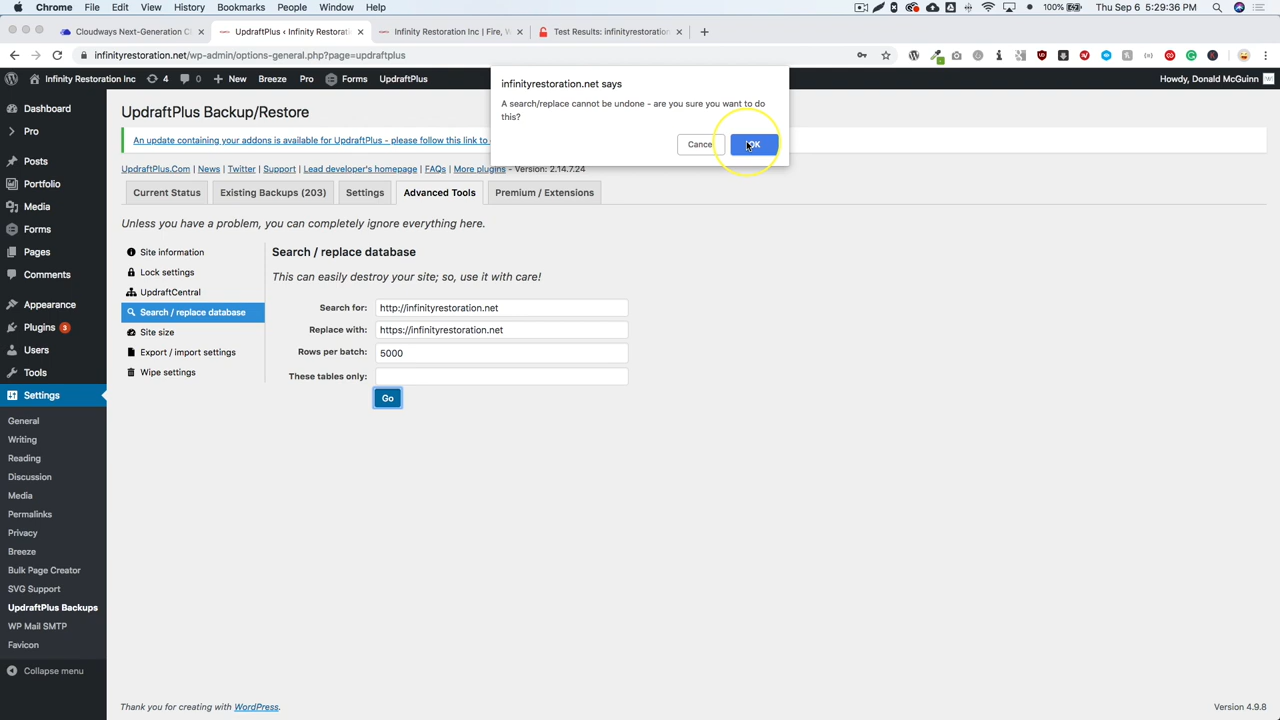 Chrome File Edit View History Bookmarks People Window Help 100% Thu Sep 6 5:29:36 PM
Cloudways Next-Generation C × UpdraftPlus ‹ Infinity Restorati × Infinity Restoration Inc | Fire, W × Test Results: infinityrestoratio × +
infinityrestoration.net/wp-admin/options-general.php?page=updraftplus
Infinity Restoration Inc 4 0 + New Breeze Pro Forms UpdraftPlus Howdy, Donald McGuinn
infinityrestoration.net says
A search/replace cannot be undone - are you sure you want to do
this?
Cancel OK
Dashboard
Pro
Posts
Portfolio
Media
Forms
Pages
Comments
Appearance
Plugins 3
Users
Tools
Settings
General
Writing
Reading
Discussion
Media
Permalinks
Privacy
Breeze
Bulk Page Creator
SVG Support
UpdraftPlus Backups
WP Mail SMTP
Favicon
Collapse menu
UpdraftPlus Backup/Restore
An update containing your addons is available for UpdraftPlus - please follow this link to
UpdraftPlus.Com | News | Twitter | Support | Lead developer's homepage | FAQs | More plugins - Version: 2.14.7.24
Current Status Existing Backups (203) Settings Advanced Tools Premium / Extensions
Unless you have a problem, you can completely ignore everything here.
Site information
Lock settings
UpdraftCentral
Search / replace database
Site size
Export / import settings
Wipe settings
Search / replace database
This can easily destroy your site; so, use it with care!
Search for: http://infinityrestoration.net
Replace with: https://infinityrestoration.net
Rows per batch: 5000
These tables only:
Go
Thank you for creating with WordPress. Version 4.9.8